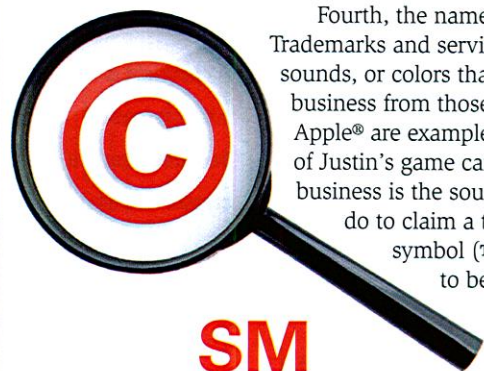 Fourth, the name
Trademarks and servi
sounds, or colors tha
business from those
Apple® are example
of Justin's game ca
business is the sou
do to claim a t
symbol (
to be
©
SM